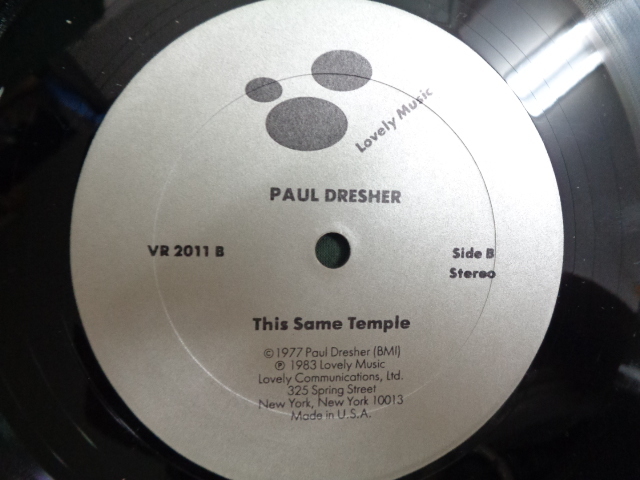 Lovely Music
PAUL DRESHER
VR 2011 B
Side B
Stereo
This Same Temple
©1977 Paul Dresher (BMI)
℗ 1983 Lovely Music
Lovely Communications, Ltd.
325 Spring Street
New York, New York 10013
Made in U.S.A.